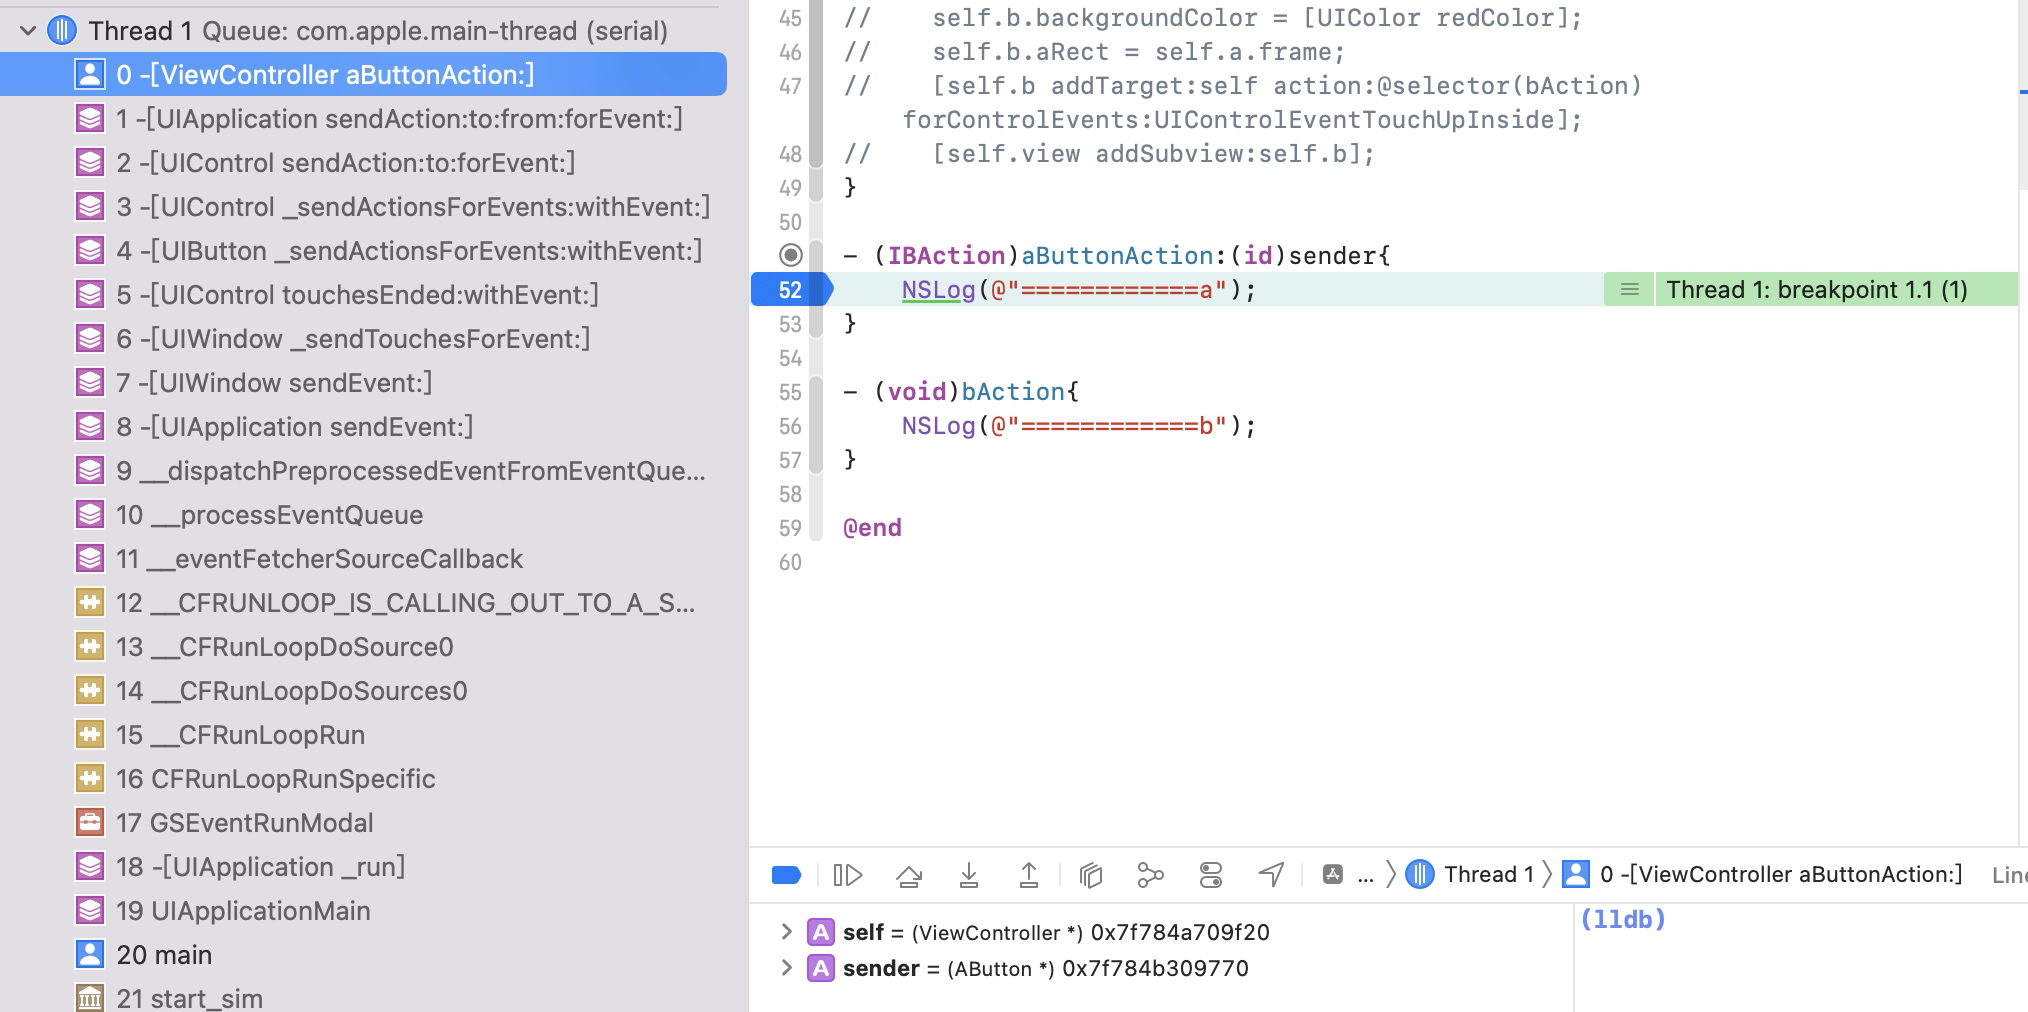 Thread 1 Queue: com.apple.main-thread (serial)
0 -[ViewController aButtonAction:]
1 -[UIApplication sendAction:to:from:forEvent:]
2 -[UIControl sendAction:to:forEvent:]
3 -[UIControl _sendActionsForEvents:withEvent:]
4 -[UIButton _sendActionsForEvents:withEvent:]
5 -[UIControl touchesEnded:withEvent:]
6 -[UIWindow _sendTouchesForEvent:]
7 -[UIWindow sendEvent:]
8 -[UIApplication sendEvent:]
9 __dispatchPreprocessedEventFromEventQue...
10 __processEventQueue
11 __eventFetcherSourceCallback
12 __CFRUNLOOP_IS_CALLING_OUT_TO_A_S...
13 __CFRunLoopDoSource0
14 __CFRunLoopDoSources0
15 __CFRunLoopRun
16 CFRunLoopRunSpecific
17 GSEventRunModal
18 -[UIApplication _run]
19 UIApplicationMain
20 main
21 start_sim
45 //    self.b.backgroundColor = [UIColor redColor];
46 //    self.b.aRect = self.a.frame;
47 //    [self.b addTarget:self action:@selector(bAction)
forControlEvents:UIControlEventTouchUpInside];
48 //    [self.view addSubview:self.b];
49 }
50
- (IBAction)aButtonAction:(id)sender{
52     NSLog(@"============a"); Thread 1: breakpoint 1.1 (1)
53 }
54
55 - (void)bAction{
56     NSLog(@"============b");
57 }
58
59 @end
60
... Thread 1 0 -[ViewController aButtonAction:] Line
self = (ViewController *) 0x7f784a709f20
sender = (AButton *) 0x7f784b309770
(lldb)